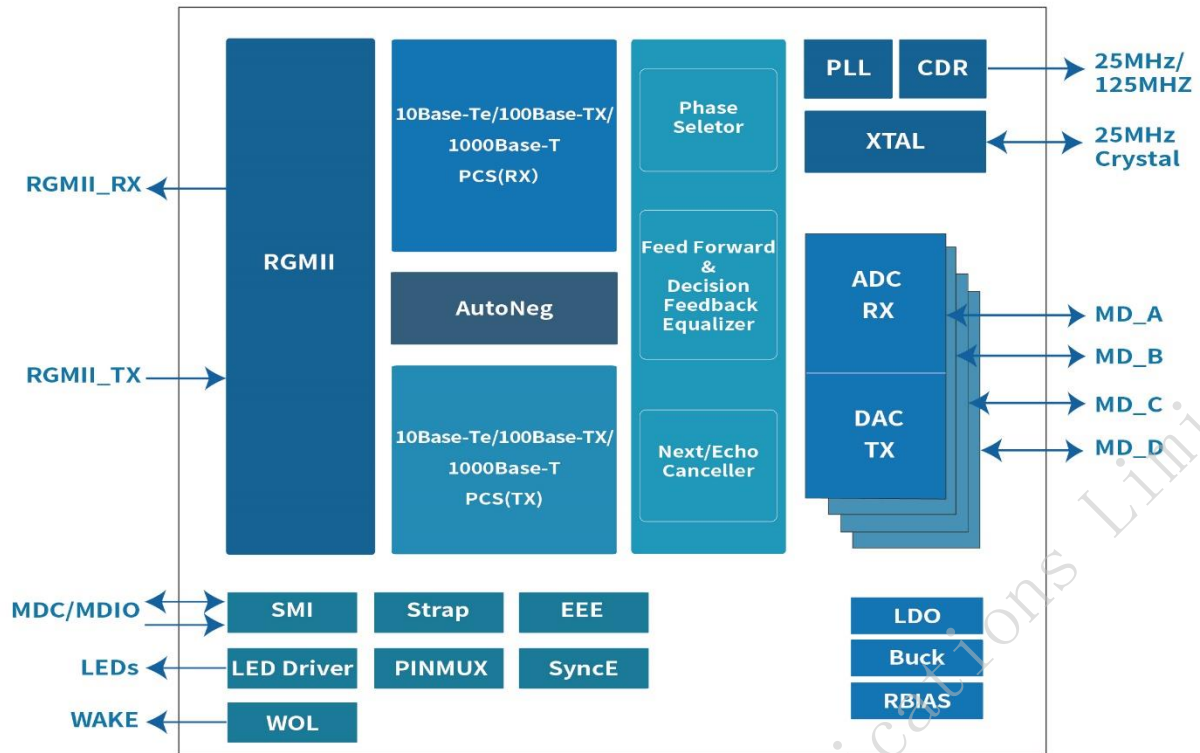 RGMII_RX
RGMII_TX
MDC/MDIO
LEDs
WAKE
RGMII
10Base-Te/100Base-TX/
1000Base-T
PCS(RX)
AutoNeg
10Base-Te/100Base-TX/
1000Base-T
PCS(TX)
Phase
Seletor
Feed Forward
&
Decision
Feedback
Equalizer
Next/Echo
Canceller
PLL
CDR
25MHz/
125MHZ
XTAL
25MHz
Crystal
ADC
RX
DAC
TX
MD_A
MD_B
MD_C
MD_D
SMI
Strap
EEE
LED Driver
PINMUX
SyncE
WOL
LDO
Buck
RBIAS
ications Limi